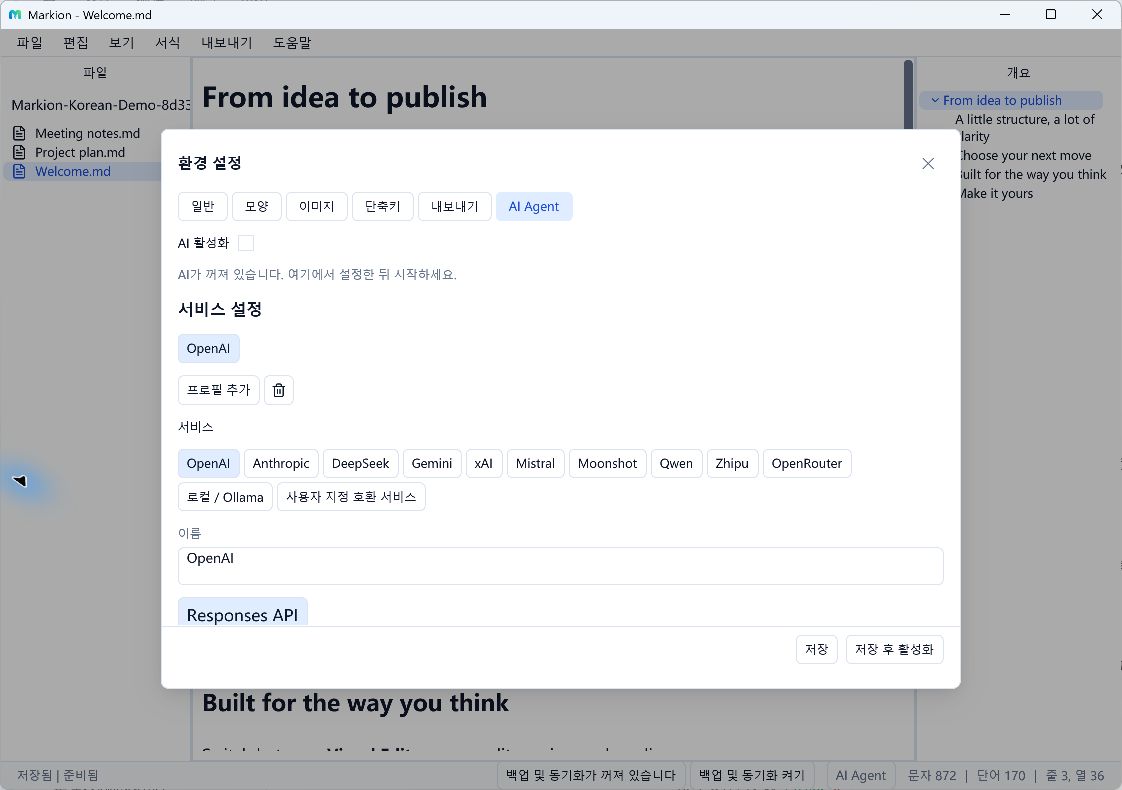 Markion - Welcome.md
파일 편집 보기 서식 내보내기 도움말
파일
Markion-Korean-Demo-8d33
Meeting notes.md
Project plan.md
Welcome.md
From idea to publish
개요
From idea to publish
A little structure, a lot of
larity
hoose your next move
uilt for the way you think
Make it yours
환경 설정
일반 모양 이미지 단축키 내보내기 AI Agent
AI 활성화
AI가 꺼져 있습니다. 여기에서 설정한 뒤 시작하세요.
서비스 설정
OpenAI
프로필 추가
서비스
OpenAI Anthropic DeepSeek Gemini xAI Mistral Moonshot Qwen Zhipu OpenRouter
로컬 / Ollama 사용자 지정 호환 서비스
이름
OpenAI
Responses API
저장 저장 후 활성화
Built for the way you think
저장됨 | 준비됨 백업 및 동기화가 꺼져 있습니다 백업 및 동기화 켜기 AI Agent 문자 872 | 단어 170 | 줄 3, 열 36